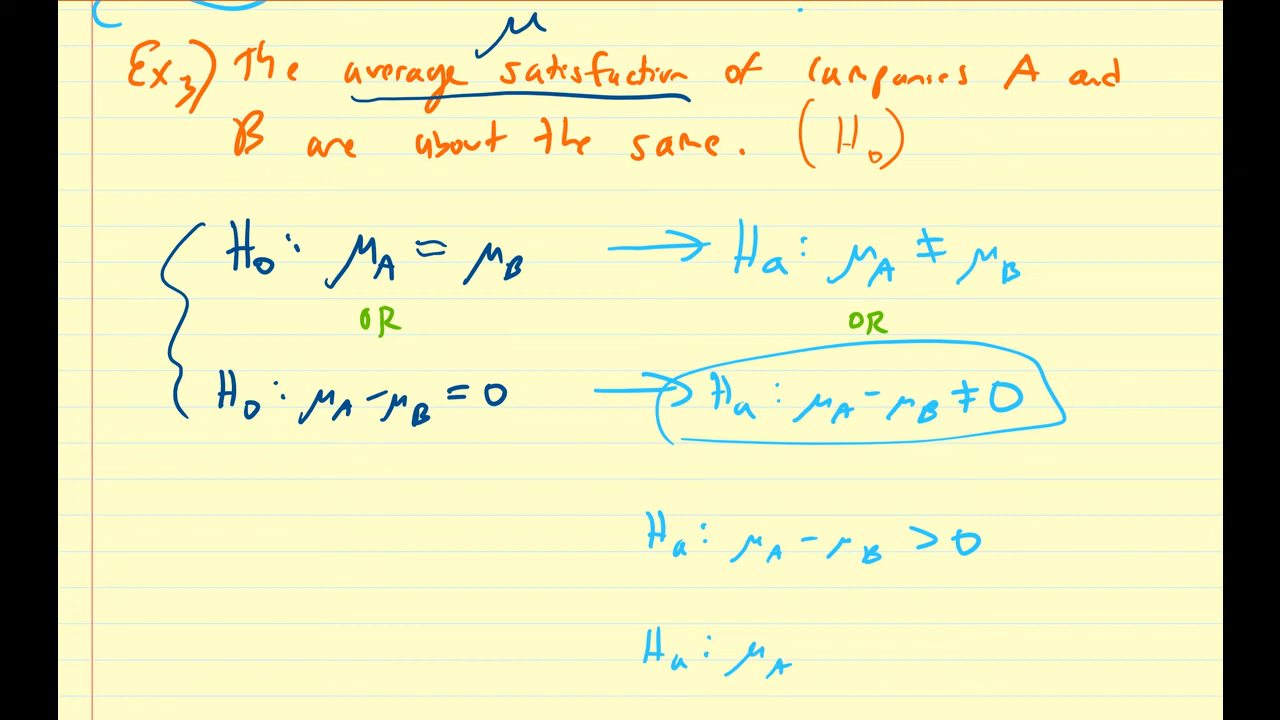 μ
Ex3) The average satisfaction of companies A and
B are about the same. (H₀)
H₀: μA = μB → Ha: μA ≠ μB
OR OR
H₀: μA - μB = 0 → Ha: μA - μB ≠ 0
Ha: μA - μB > 0
Ha: μA